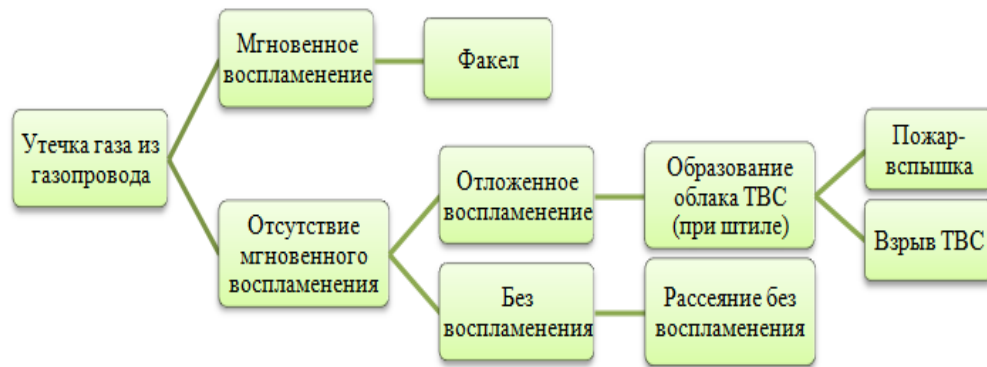 Утечка газа из
газопровода
Мгновенное
воспламенение
Факел
Отсутствие
мгновенного
воспламенения
Отложенное
воспламенение
Образование
облака ТВС
(при штиле)
Пожар-
вспышка
Взрыв ТВС
Без
воспламенения
Рассеяние без
воспламенения